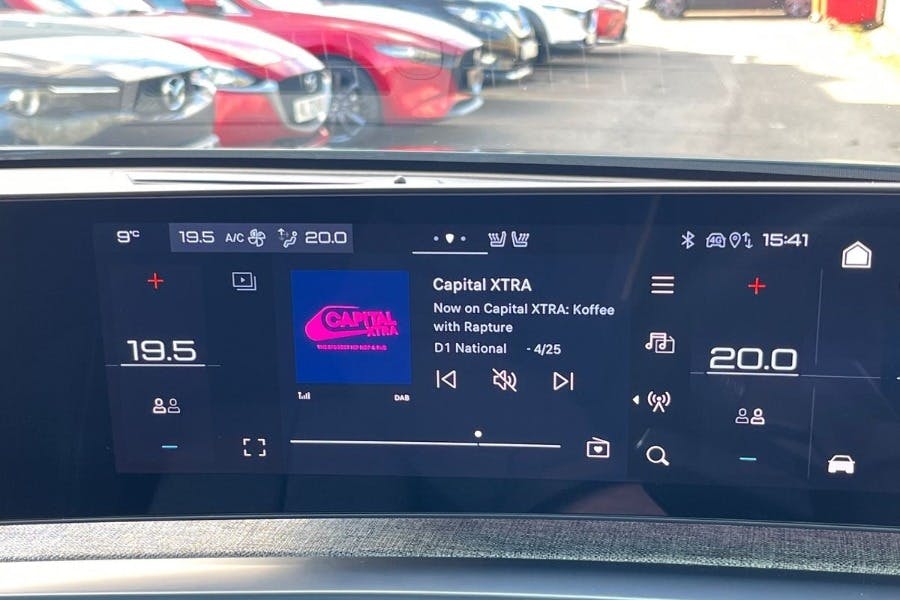 9°C
19.5 A/C 20.0
4G
15:41
Capital XTRA
Now on Capital XTRA: Koffee
with Rapture
D1 National - 4/25
CAPITAL
XTRA
DAB
19.5
20.0